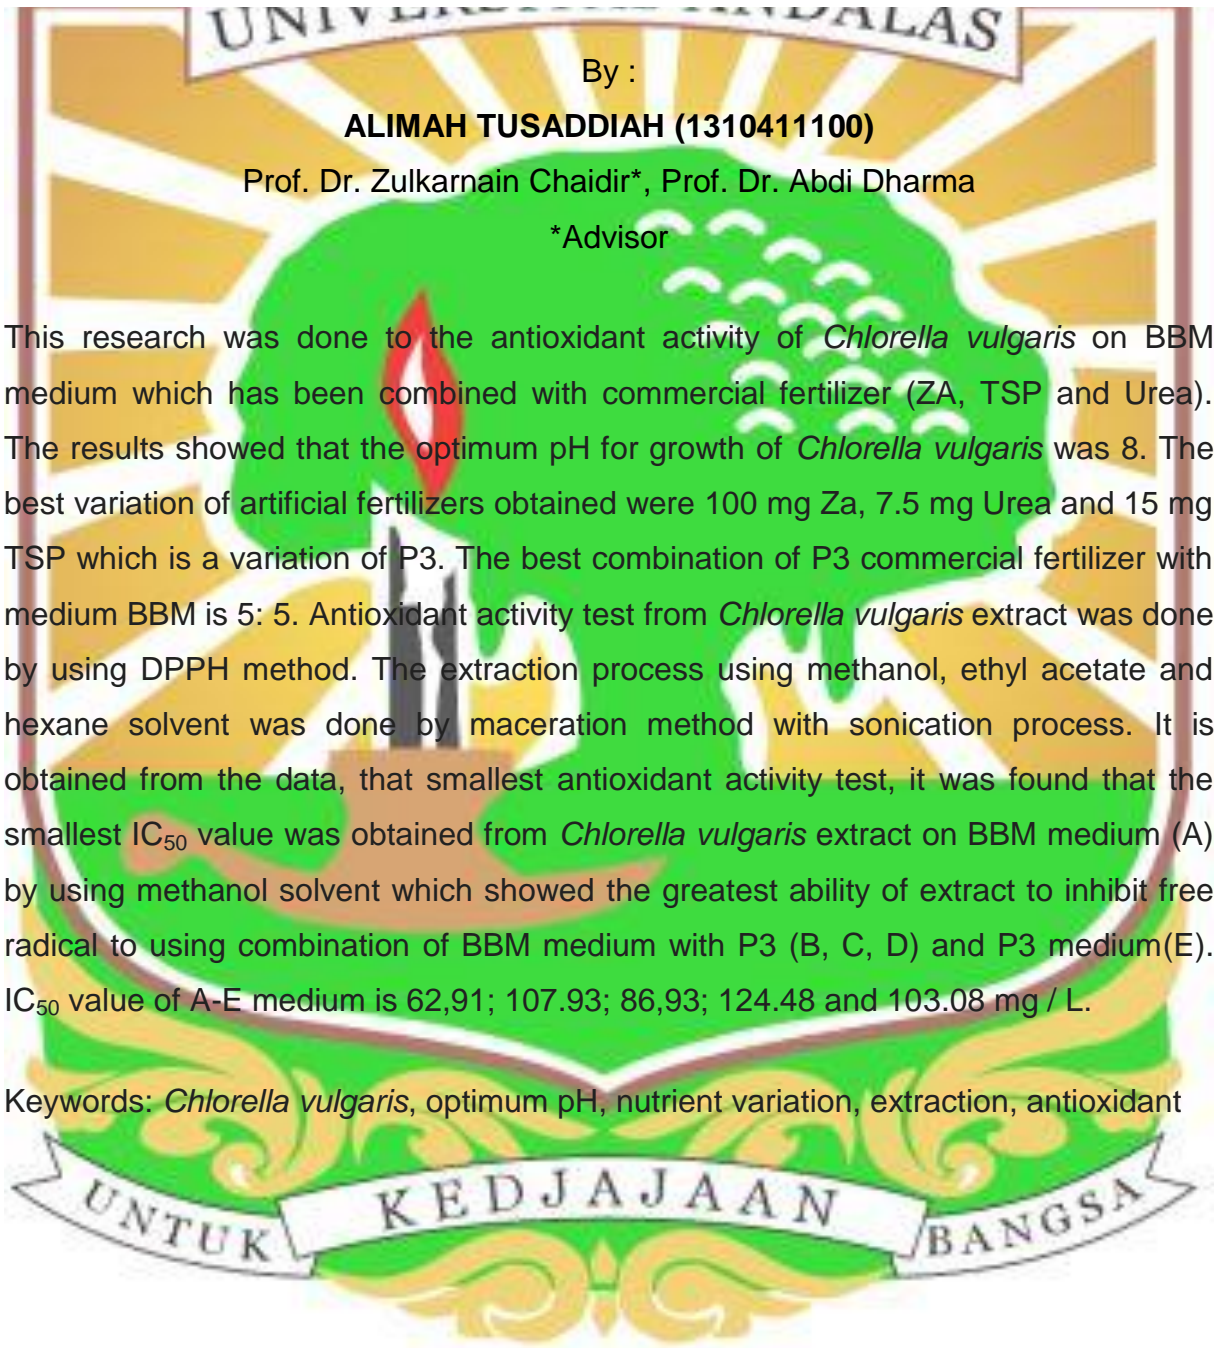 UNIVERSITAS ANDALAS
By :
ALIMAH TUSADDIAH (1310411100)
Prof. Dr. Zulkarnain Chaidir*, Prof. Dr. Abdi Dharma
*Advisor
This research was done to the antioxidant activity of Chlorella vulgaris on BBM
medium which has been combined with commercial fertilizer (ZA, TSP and Urea).
The results showed that the optimum pH for growth of Chlorella vulgaris was 8. The
best variation of artificial fertilizers obtained were 100 mg Za, 7.5 mg Urea and 15 mg
TSP which is a variation of P3. The best combination of P3 commercial fertilizer with
medium BBM is 5: 5. Antioxidant activity test from Chlorella vulgaris extract was done
by using DPPH method. The extraction process using methanol, ethyl acetate and
hexane solvent was done by maceration method with sonication process. It is
obtained from the data, that smallest antioxidant activity test, it was found that the
smallest IC50 value was obtained from Chlorella vulgaris extract on BBM medium (A)
by using methanol solvent which showed the greatest ability of extract to inhibit free
radical to using combination of BBM medium with P3 (B, C, D) and P3 medium(E).
IC50 value of A-E medium is 62,91; 107.93; 86,93; 124.48 and 103.08 mg / L.
Keywords: Chlorella vulgaris, optimum pH, nutrient variation, extraction, antioxidant
UNTUK KEDJAJAAN BANGSA